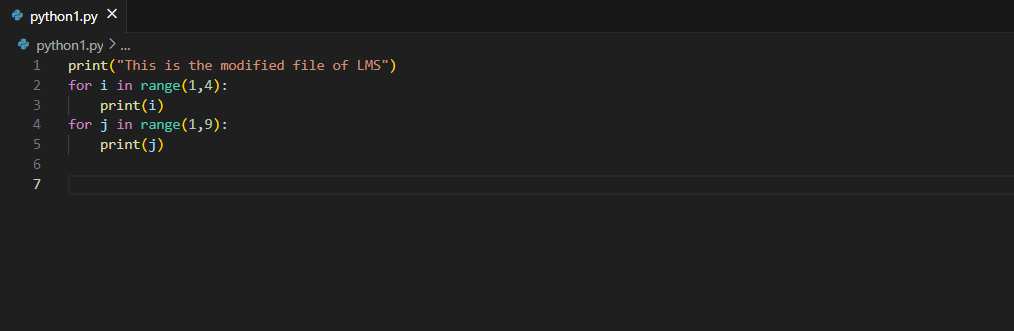 python1.py ×
python1.py > ...
1 print("This is the modified file of LMS")
2 for i in range(1,4):
3     print(i)
4 for j in range(1,9):
5     print(j)
6
7